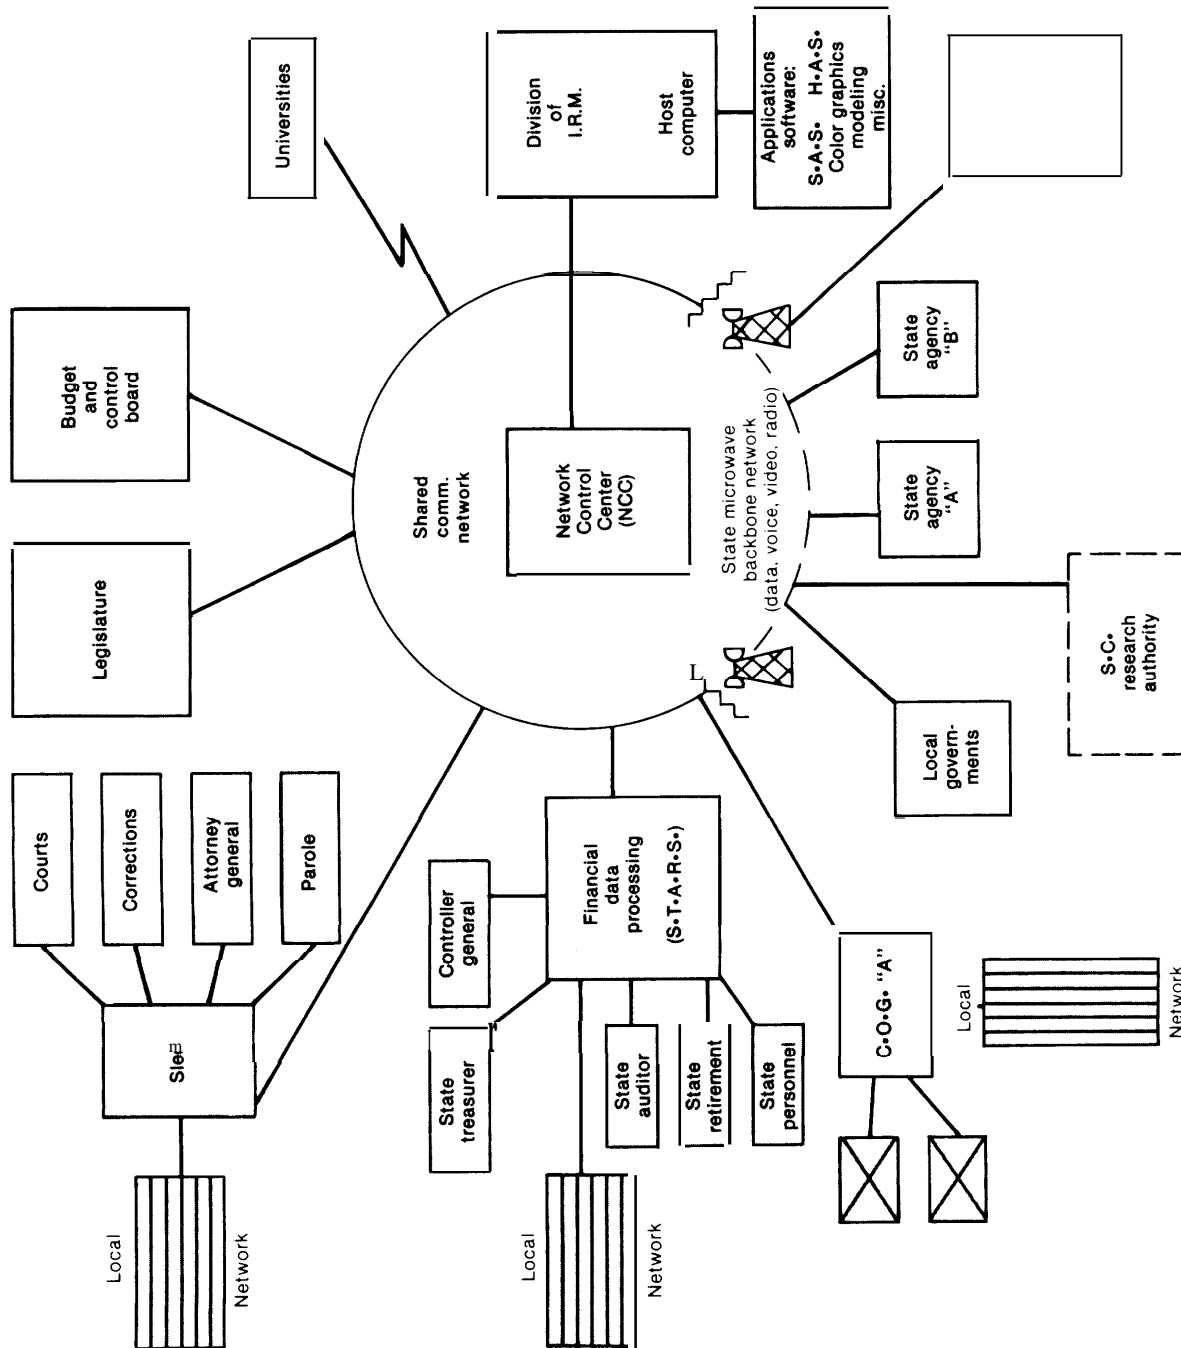 Local
Network
Courts
Corrections
Attorney
general
Parole
Legislature
Budget
and
control
board
Universities
Local
Network
State
treasurer
Controller
general
State
auditor
State
retirement
State
personnel
Financial
data
processing
(S•T•A•R•S•)
Shared
comm.
network
Network
Control
Center
(NCC)
Division
of
I.R.M.
Host
computer
Applications
software:
S•A•S• H•A•S•
Color graphics
modeling
misc.
L
State microwave
backbone network
(data, voice, video, radio)
C•O•G• "A"
Local
Network
Local
govern-
ments
S•C•
research
authority
State
agency
"A"
State
agency
"B"